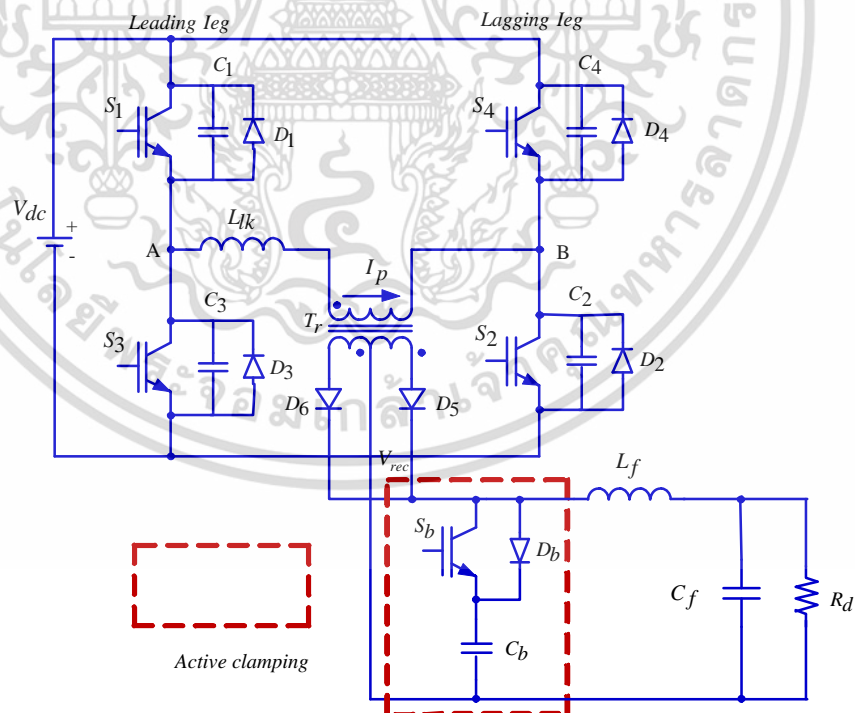 Leading leg
Lagging leg
C1
C4
S1
S4
D1
D4
Vdc
+
-
Llk
A
B
Ip
C3
C2
Tr
S3
S2
D3
D2
D6
D5
Vrec
Lf
Sb
Db
Cf
Rd
Cb
Active clamping